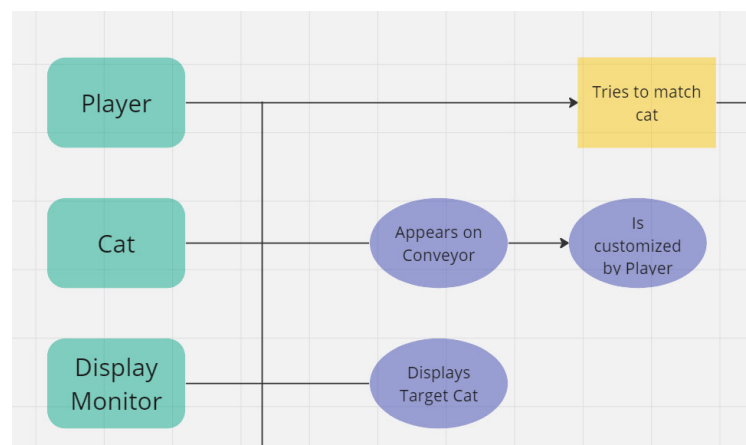 Player
Tries to match
cat
Cat
Appears on
Conveyor
Is
customized
by Player
Display
Monitor
Displays
Target Cat